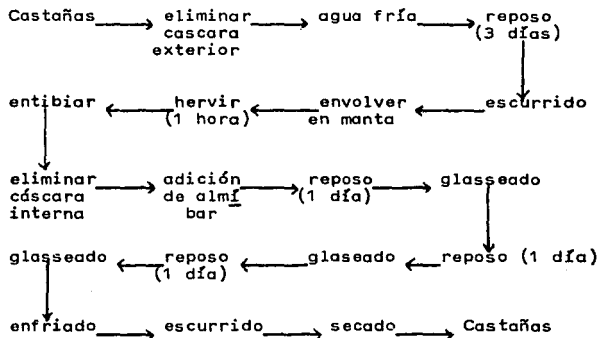 Castañas eliminar agua fría reposo
cascara (3 días)
exterior
entibiar hervir envolver escurrido
(1 hora) en manta
eliminar adición reposo glasseado
cáscara de almí (1 día)
interna bar
glasseado reposo glaseado reposo (1 día)
(1 día)
enfriado escurrido secado Castañas